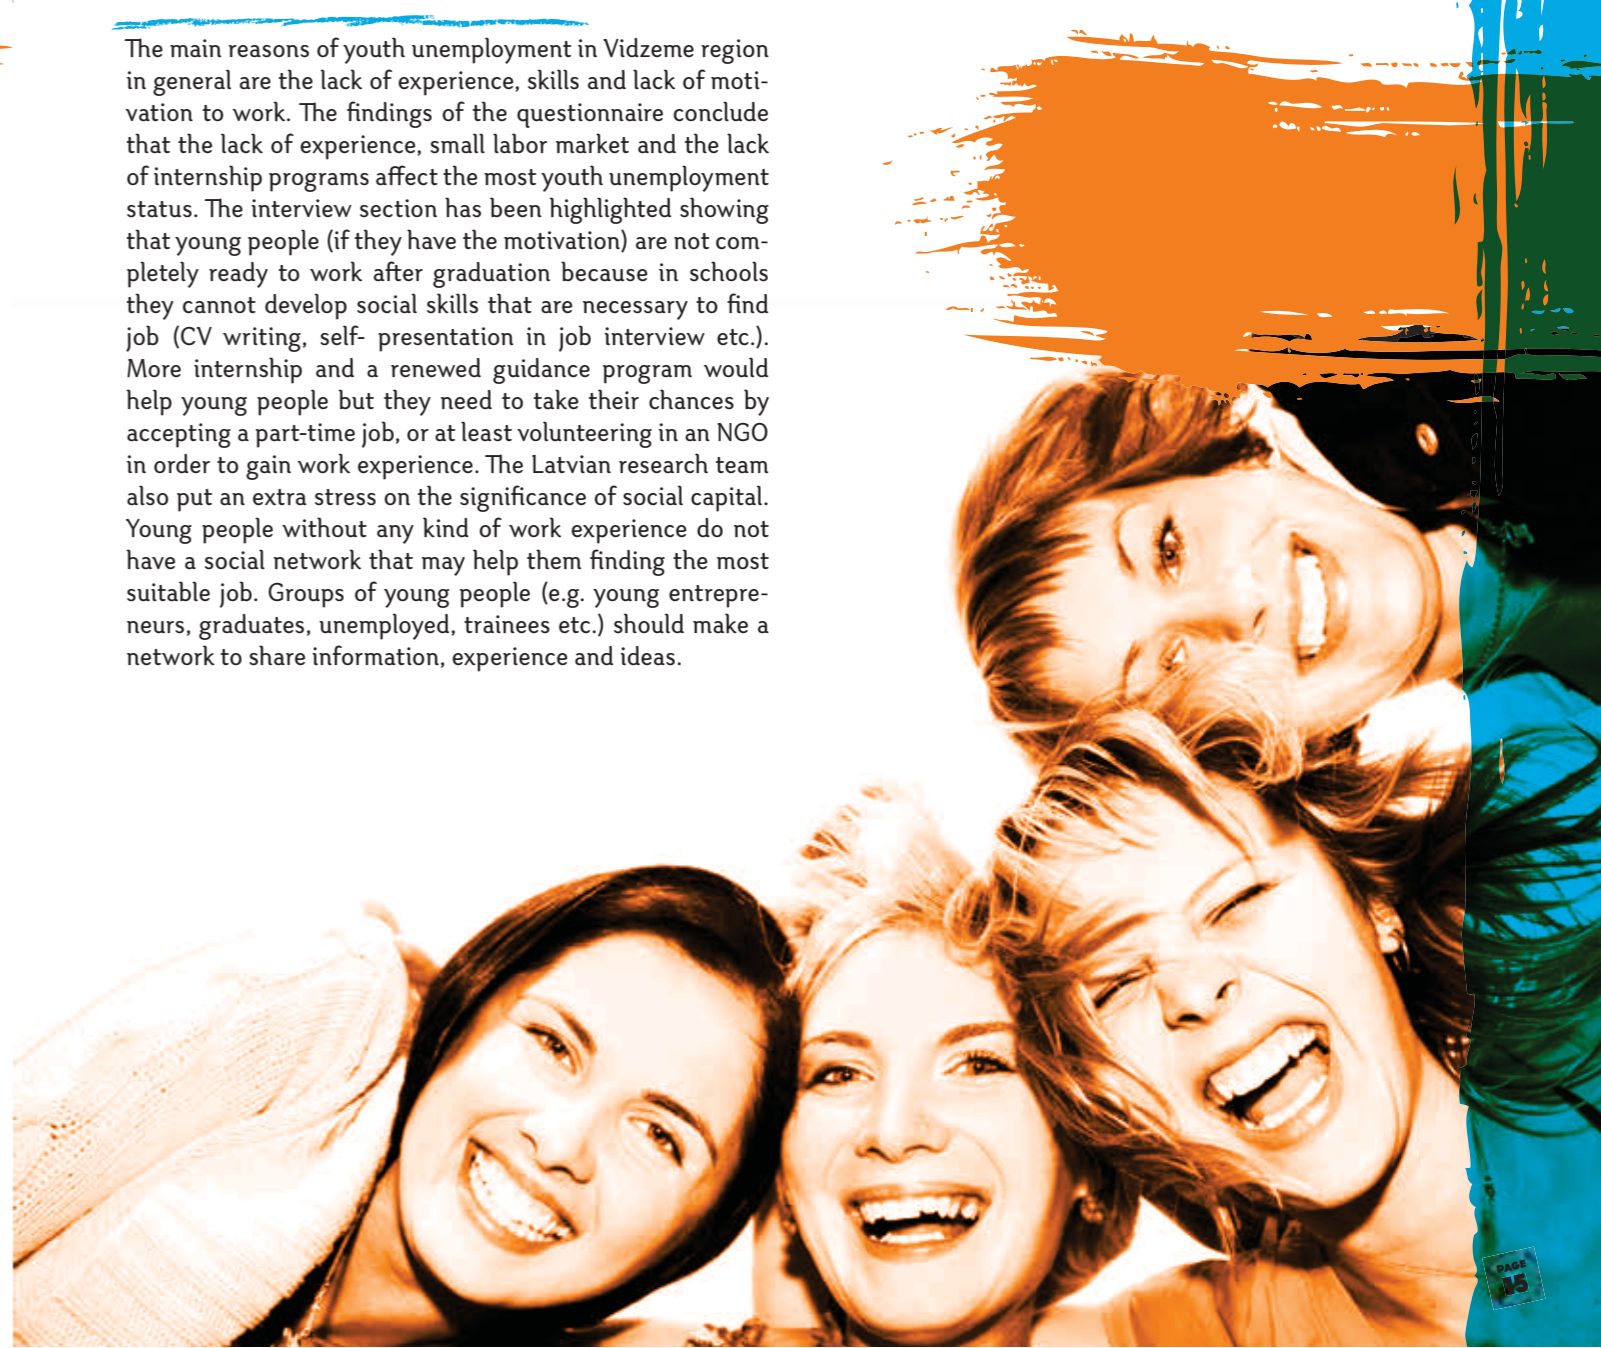 The main reasons of youth unemployment in Vidzeme region
in general are the lack of experience, skills and lack of moti-
vation to work. The findings of the questionnaire conclude
that the lack of experience, small labor market and the lack
of internship programs affect the most youth unemployment
status. The interview section has been highlighted showing
that young people (if they have the motivation) are not com-
pletely ready to work after graduation because in schools
they cannot develop social skills that are necessary to find
job (CV writing, self- presentation in job interview etc.).
More internship and a renewed guidance program would
help young people but they need to take their chances by
accepting a part-time job, or at least volunteering in an NGO
in order to gain work experience. The Latvian research team
also put an extra stress on the significance of social capital.
Young people without any kind of work experience do not
have a social network that may help them finding the most
suitable job. Groups of young people (e.g. young entrepre-
neurs, graduates, unemployed, trainees etc.) should make a
network to share information, experience and ideas.
PAGE
15